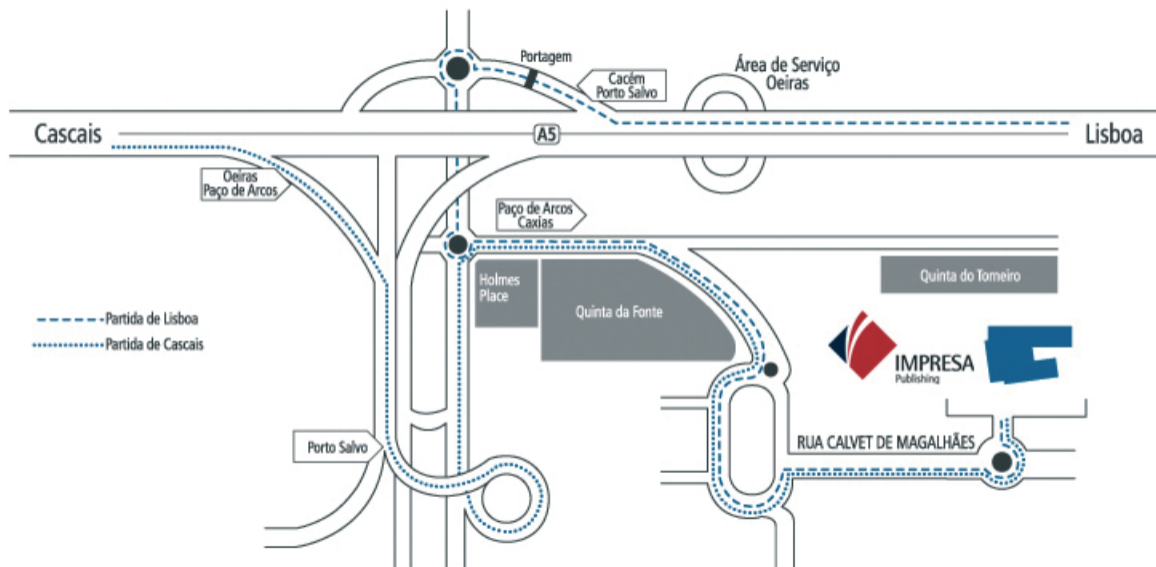 Portagem
Cacém
Porto Salvo
Área de Serviço
Oeiras
Cascais
A5
Lisboa
Oeiras
Paço de Arcos
Paço de Arcos
Caxias
Holmes
Place
Quinta da Fonte
Quinta do Torneiro
Partida de Lisboa
Partida de Cascais
IMPRESA
Publishing
Porto Salvo
RUA CALVET DE MAGALHÃES